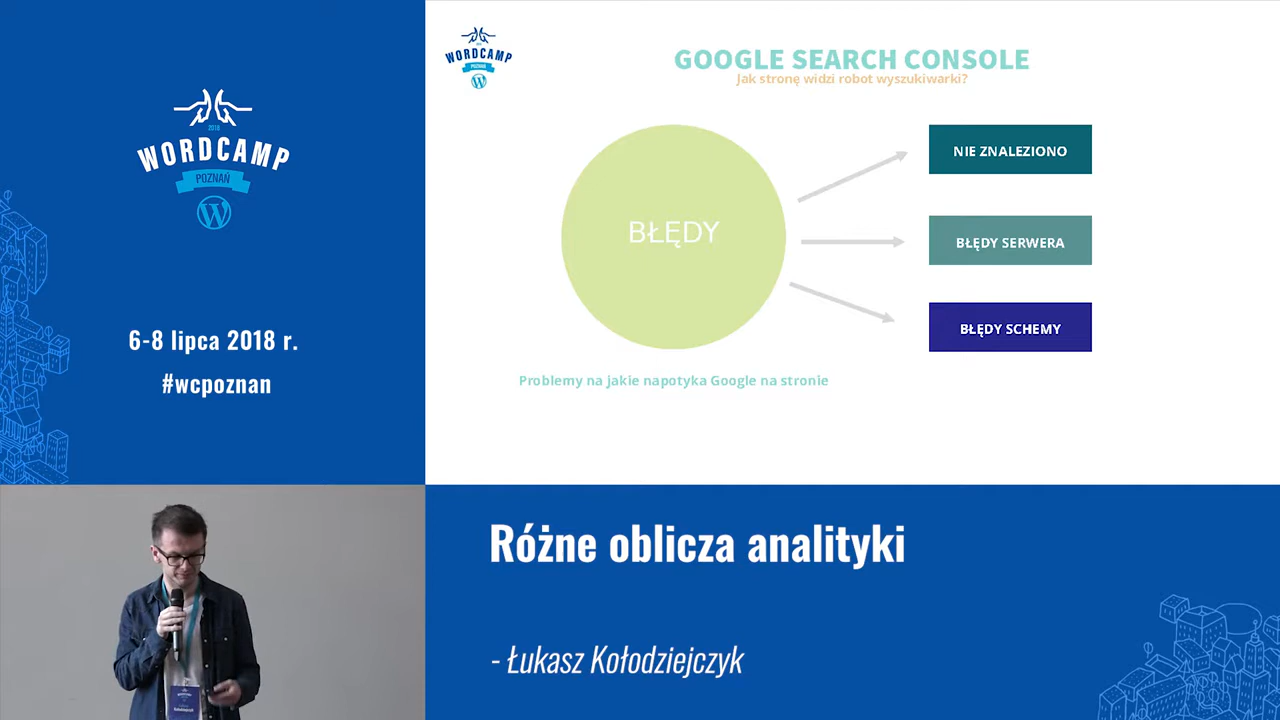 2018
WORDCAMP
POZNAŃ
6-8 lipca 2018 r.
#wcpoznan
WORDCAMP
POZNAŃ
GOOGLE SEARCH CONSOLE
Jak stronę widzi robot wyszukiwarki?
BŁĘDY
NIE ZNALEZIONO
BŁĘDY SERWERA
BŁĘDY SCHEMY
Problemy na jakie napotyka Google na stronie
Różne oblicza analityki
- Łukasz Kołodziejczyk
WORDCAMP